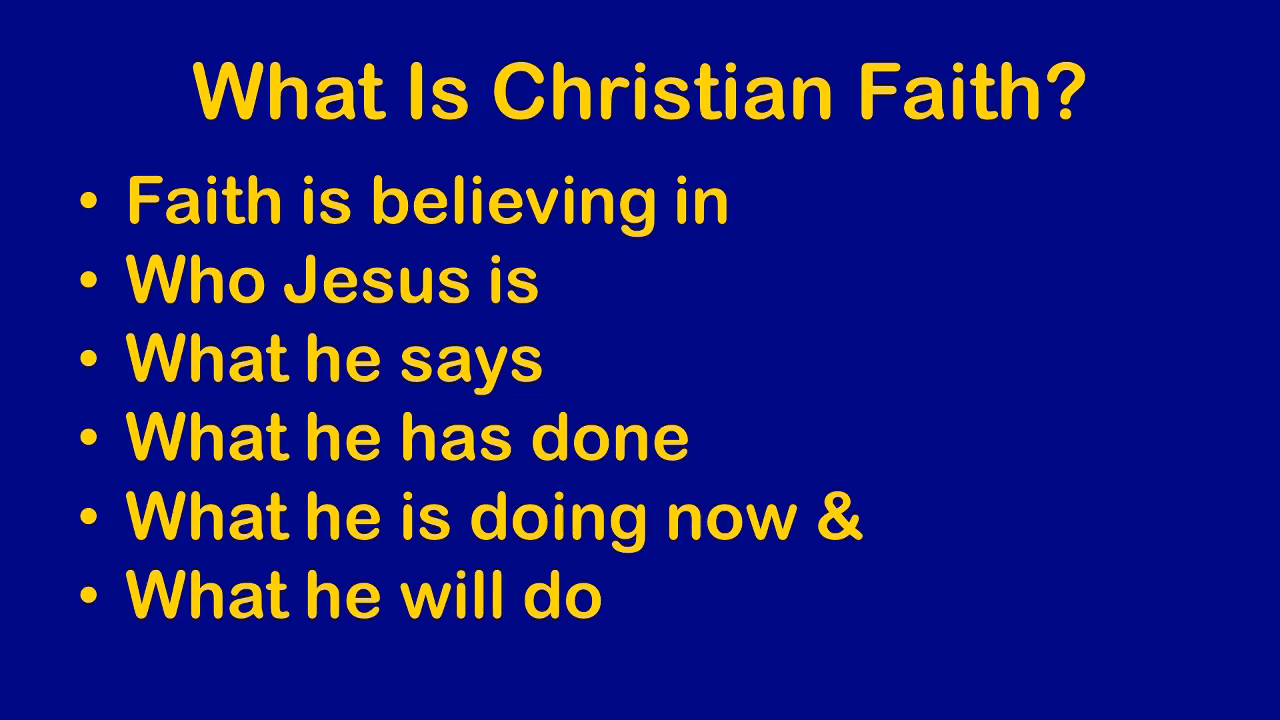 What Is Christian Faith?
• Faith is believing in
• Who Jesus is
• What he says
• What he has done
• What he is doing now &
• What he will do